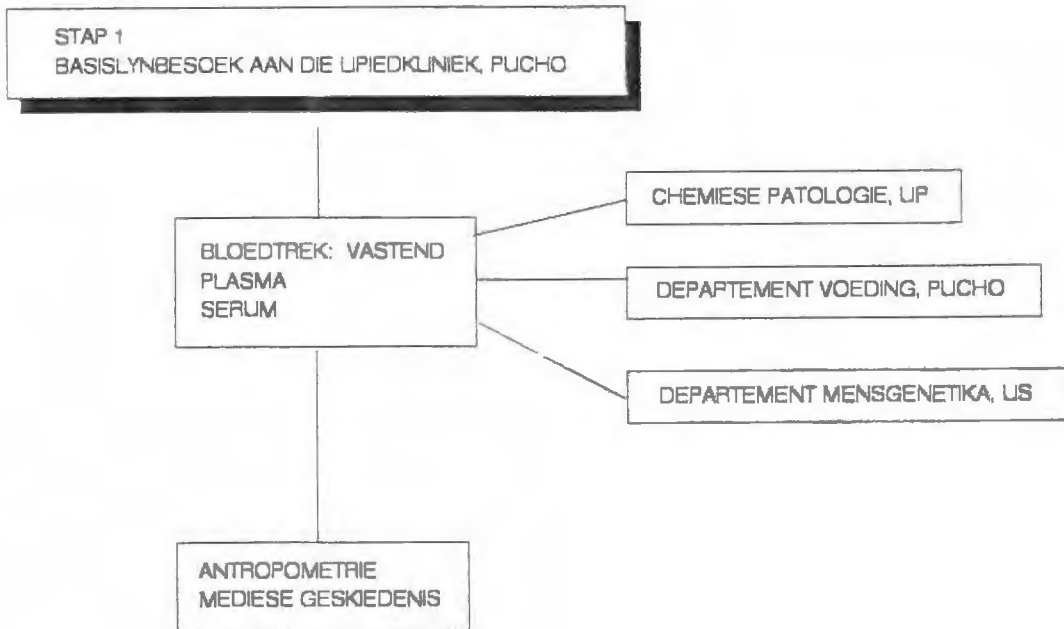 STAP 1
BASISLYNBESOEK AAN DIE LIPIEDKLINIEK, PUCHO
BLOEDTREK: VASTEND
PLASMA
SERUM
CHEMIESE PATOLOGIE, UP
DEPARTEMENT VOEDING, PUCHO
DEPARTEMENT MENSGENETIKA, US
ANTROPOMETRIE
MEDIESE GESKIEDENIS